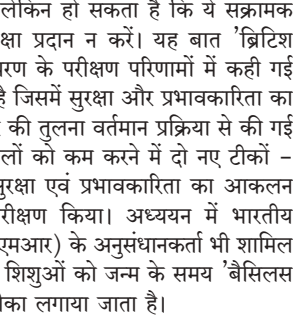 लेकिन हो सकता है कि ये सक्रामक
क्षा प्रदान न करें। यह बात 'ब्रिटिश
रण के परीक्षण परिणामों में कही गई
है जिसमें सुरक्षा और प्रभावकारिता का
की तुलना वर्तमान प्रक्रिया से की गई
लों को कम करने में दो नए टीकों –
ुरक्षा एवं प्रभावकारिता का आकलन
रीक्षण किया। अध्ययन में भारतीय
एमआर) के अनुसंधानकर्ता भी शामिल
शिशुओं को जन्म के समय 'बैसिलस
ीका लगाया जाता है।